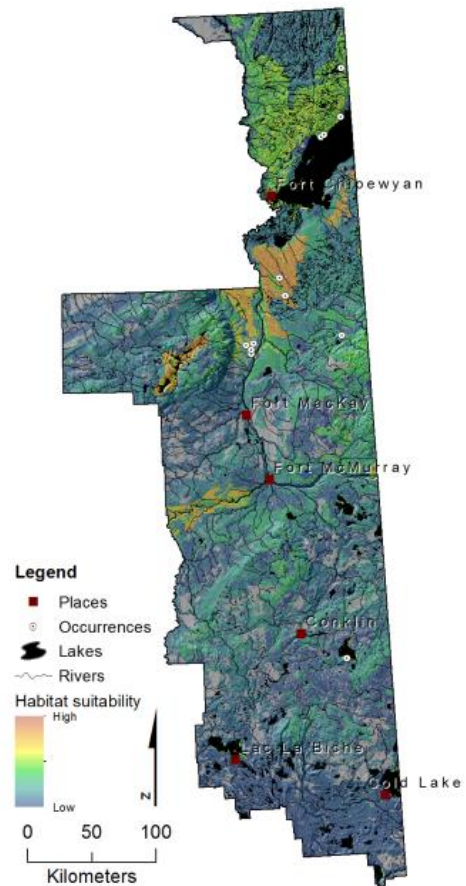 Fort Chipewyan
Fort MacKay
Fort McMurray
Conklin
Lac La Biche
Cold Lake
Legend
Places
Occurrences
Lakes
Rivers
Habitat suitability
High
Low
N
0 50 100
Kilometers